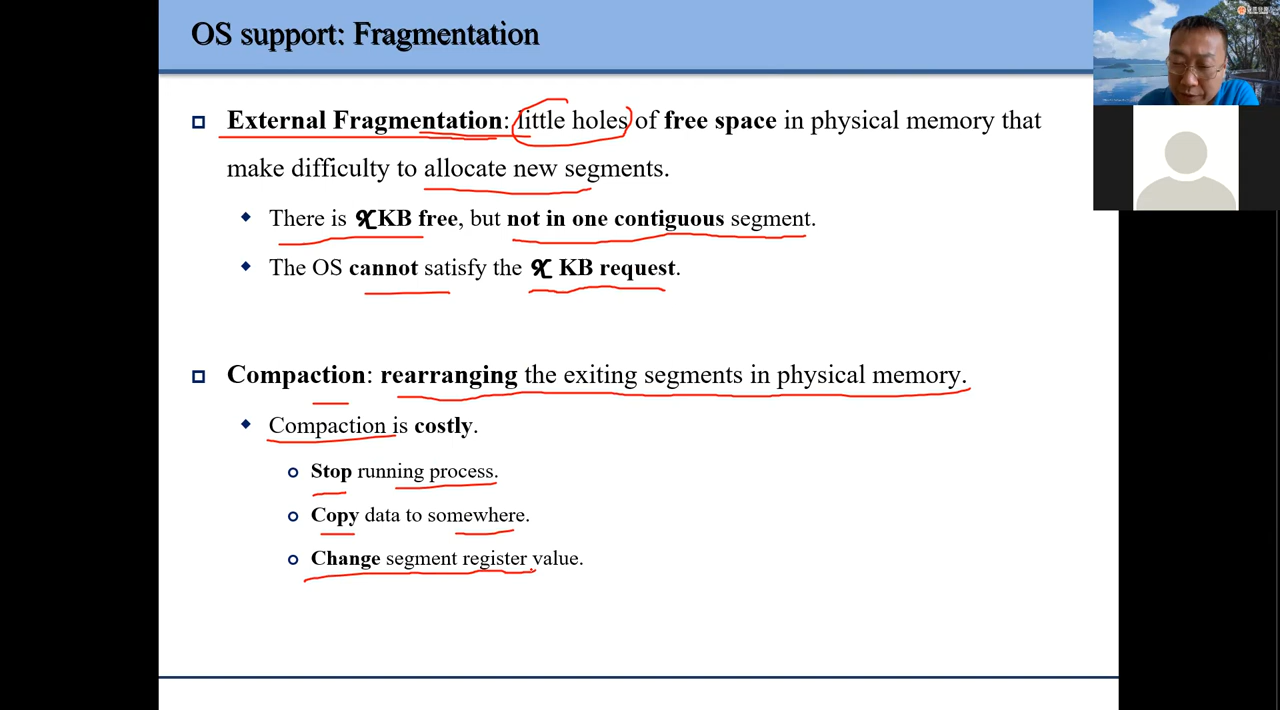 OS support: Fragmentation
External Fragmentation: little holes of free space in physical memory that
make difficulty to allocate new segments.
There is KB free, but not in one contiguous segment.
The OS cannot satisfy the KB request.
Compaction: rearranging the exiting segments in physical memory.
Compaction is costly.
Stop running process.
Copy data to somewhere.
Change segment register value.